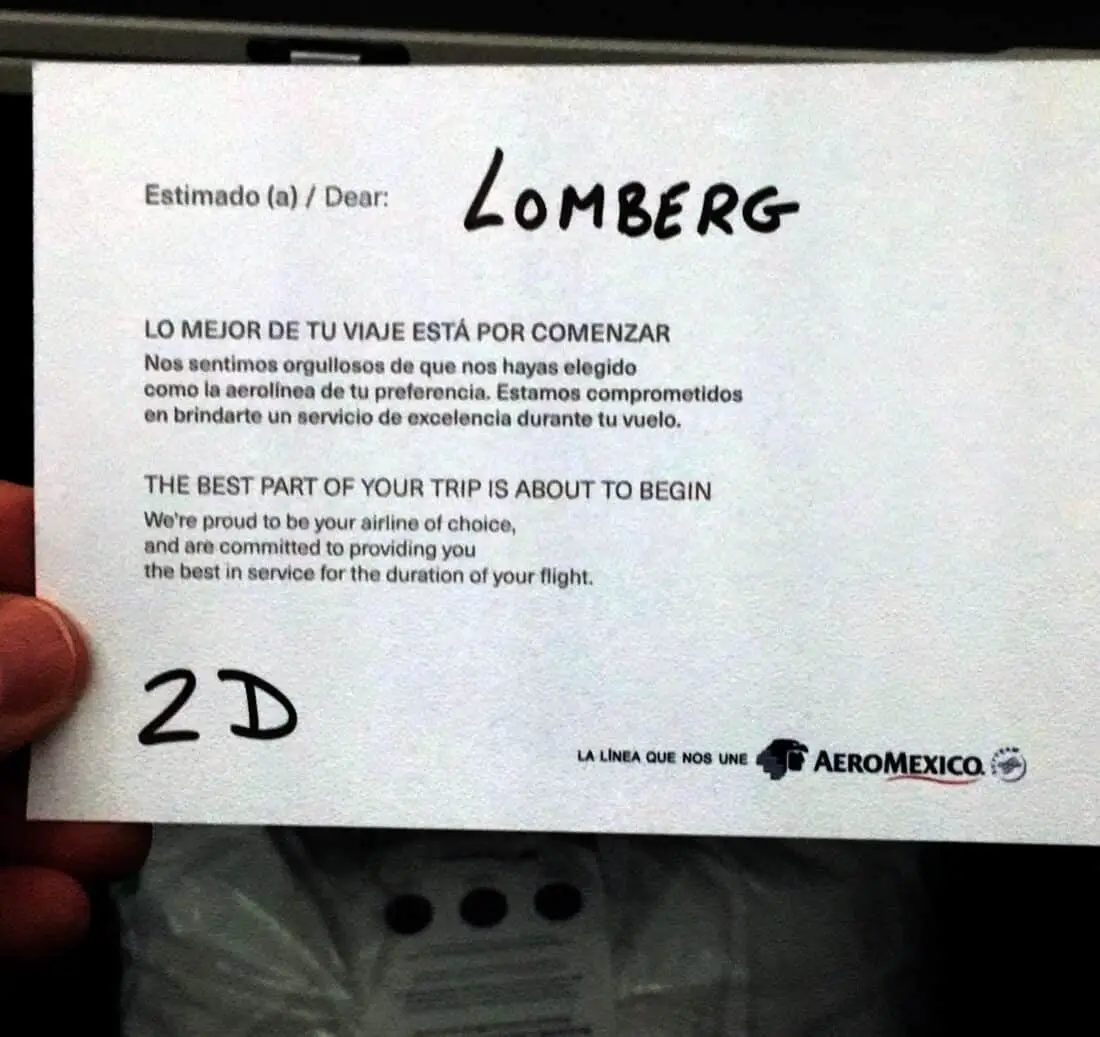 Estimado (a) / Dear: LOMBERG
LO MEJOR DE TU VIAJE ESTÁ POR COMENZAR
Nos sentimos orgullosos de que nos hayas elegido
como la aerolínea de tu preferencia. Estamos comprometidos
en brindarte un servicio de excelencia durante tu vuelo.
THE BEST PART OF YOUR TRIP IS ABOUT TO BEGIN
We're proud to be your airline of choice,
and are committed to providing you
the best in service for the duration of your flight.
2D
LA LÍNEA QUE NOS UNE AEROMEXICO.